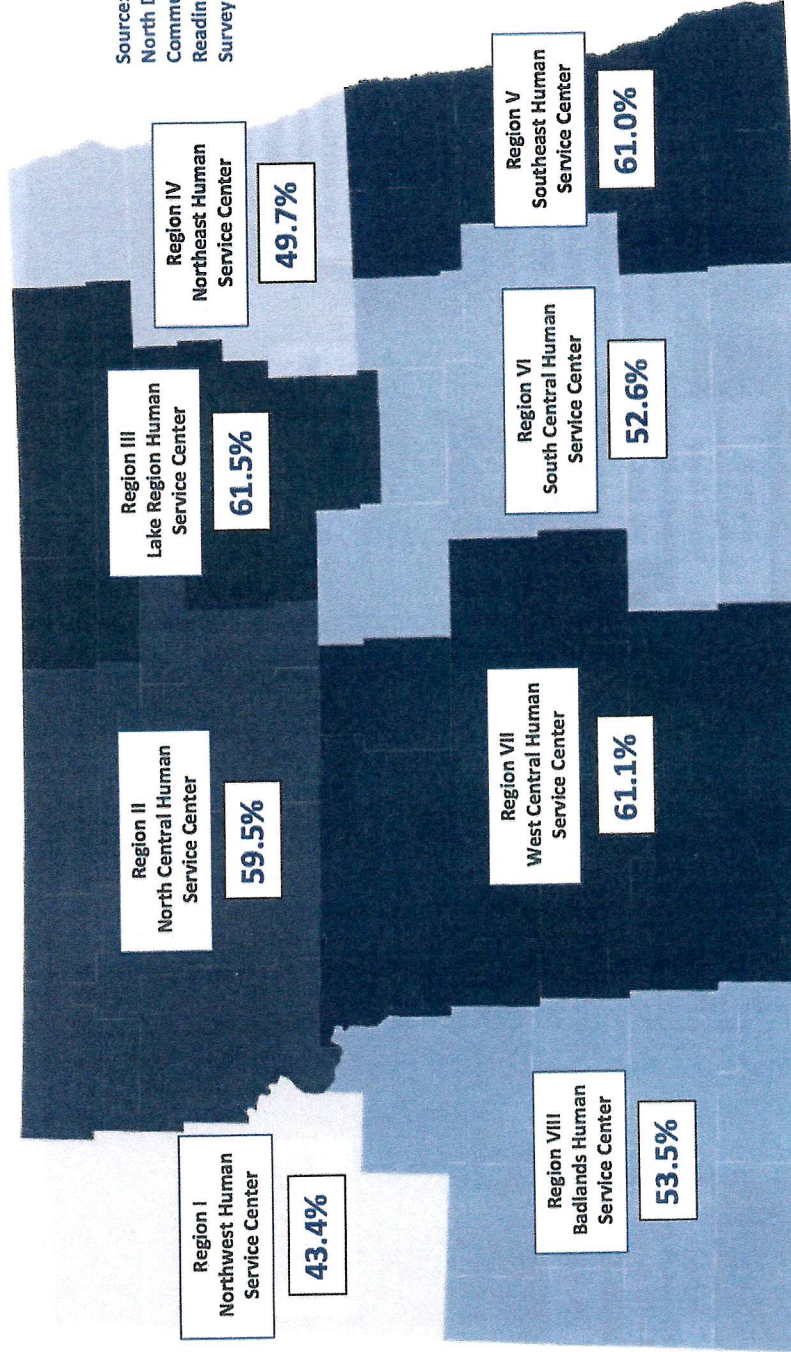 Region I
Northwest Human
Service Center
43.4%
Region II
North Central Human
Service Center
59.5%
Region III
Lake Region Human
Service Center
61.5%
Region IV
Northeast Human
Service Center
49.7%
Source:
North D
Commu
Readin
Survey
Region VIII
Badlands Human
Service Center
53.5%
Region VII
West Central Human
Service Center
61.1%
Region VI
South Central Human
Service Center
52.6%
Region V
Southeast Human
Service Center
61.0%